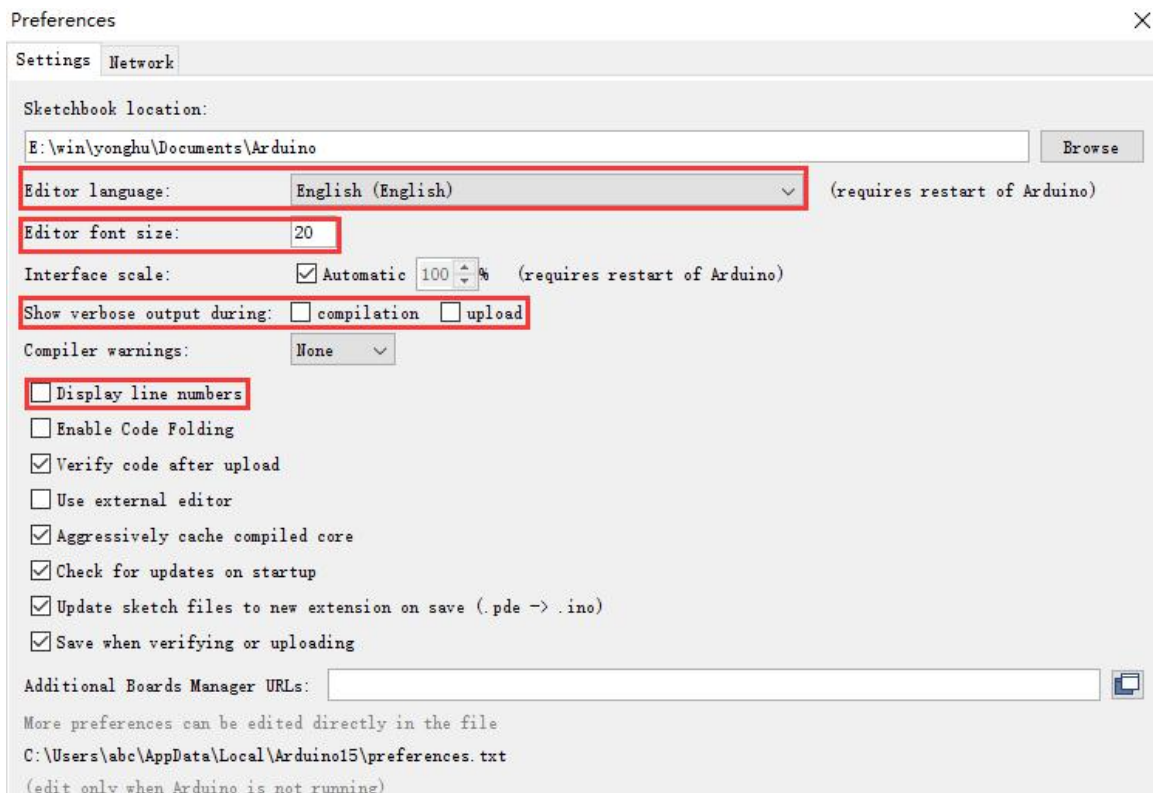 Preferences
Settings Network
Sketchbook location:
E:\win\yonghu\Documents\Arduino Browse
Editor language: English (English) (requires restart of Arduino)
Editor font size: 20
Interface scale: Automatic 100 % (requires restart of Arduino)
Show verbose output during: compilation upload
Compiler warnings: None
Display line numbers
Enable Code Folding
Verify code after upload
Use external editor
Aggressively cache compiled core
Check for updates on startup
Update sketch files to new extension on save (.pde -> .ino)
Save when verifying or uploading
Additional Boards Manager URLs:
More preferences can be edited directly in the file
C:\Users\abc\AppData\Local\Arduino15\preferences.txt
(edit only when Arduino is not running)